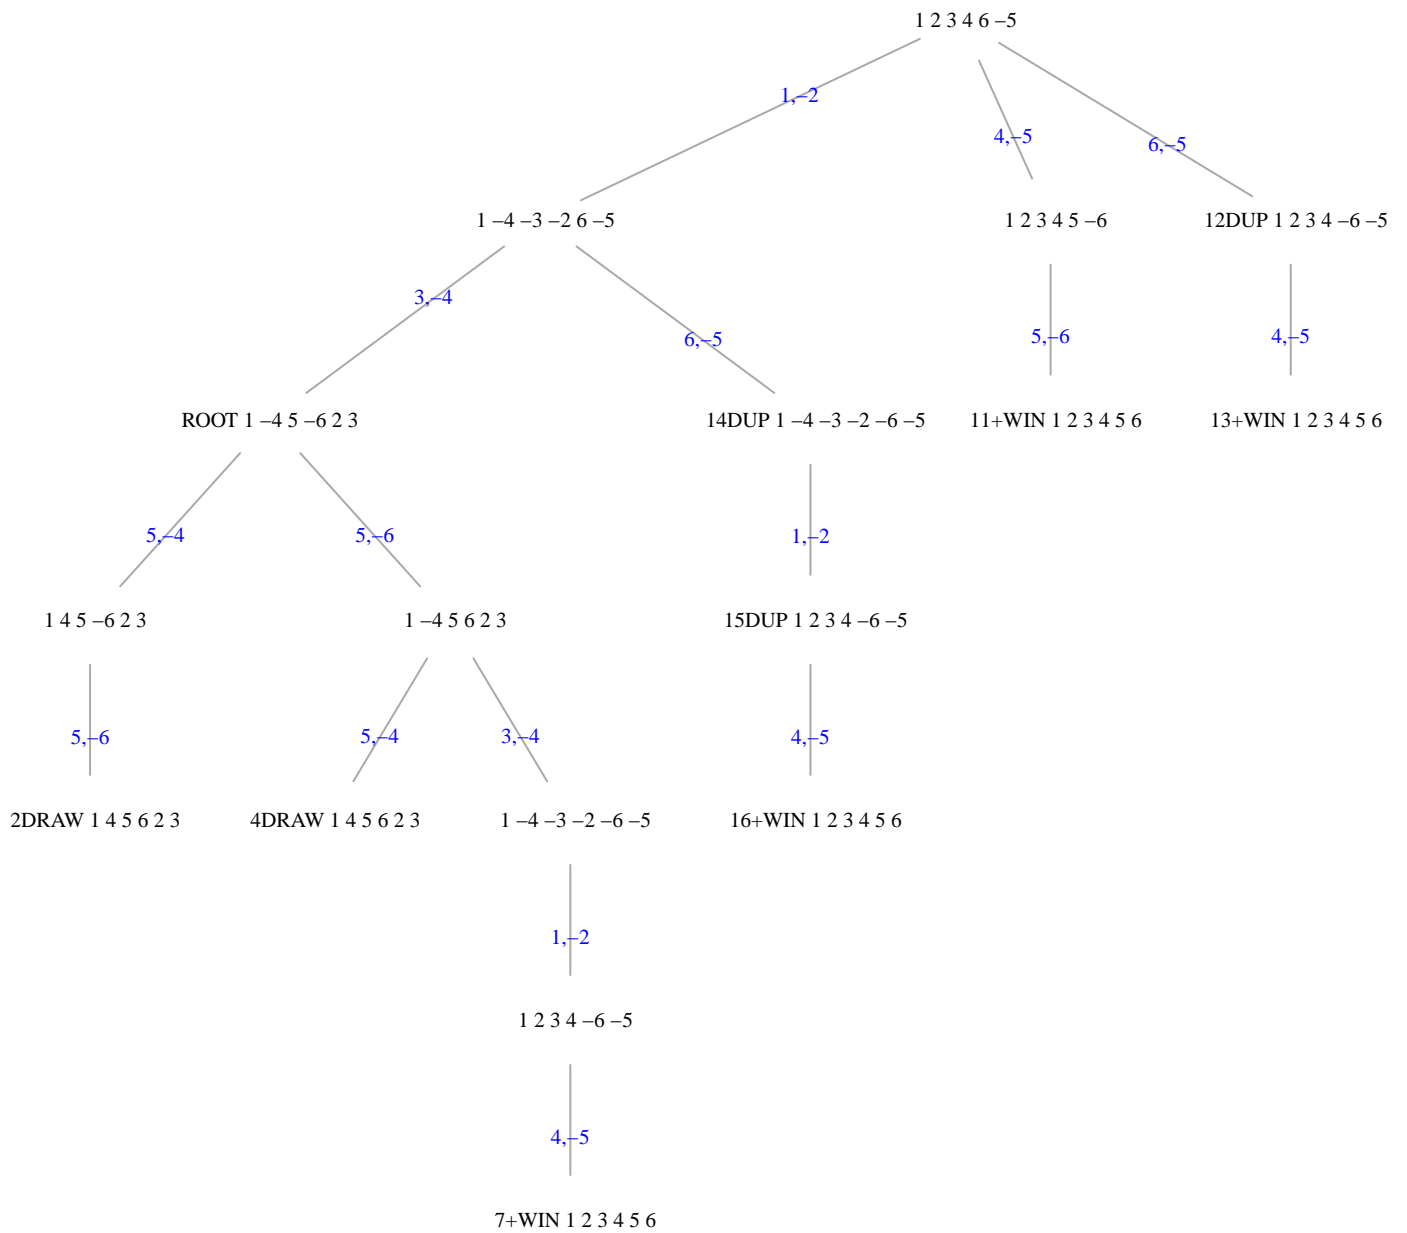 1 2 3 4 6 –5
1,–2
4,–5
6,–5
1 –4 –3 –2 6 –5
1 2 3 4 5 –6
12DUP 1 2 3 4 –6 –5
3,–4
6,–5
5,–6
4,–5
ROOT 1 –4 5 –6 2 3
14DUP 1 –4 –3 –2 –6 –5
11+WIN 1 2 3 4 5 6
13+WIN 1 2 3 4 5 6
5,–4
5,–6
1,–2
1 4 5 –6 2 3
1 –4 5 6 2 3
15DUP 1 2 3 4 –6 –5
5,–6
5,–4
3,–4
4,–5
2DRAW 1 4 5 6 2 3
4DRAW 1 4 5 6 2 3
1 –4 –3 –2 –6 –5
16+WIN 1 2 3 4 5 6
1,–2
1 2 3 4 –6 –5
4,–5
7+WIN 1 2 3 4 5 6